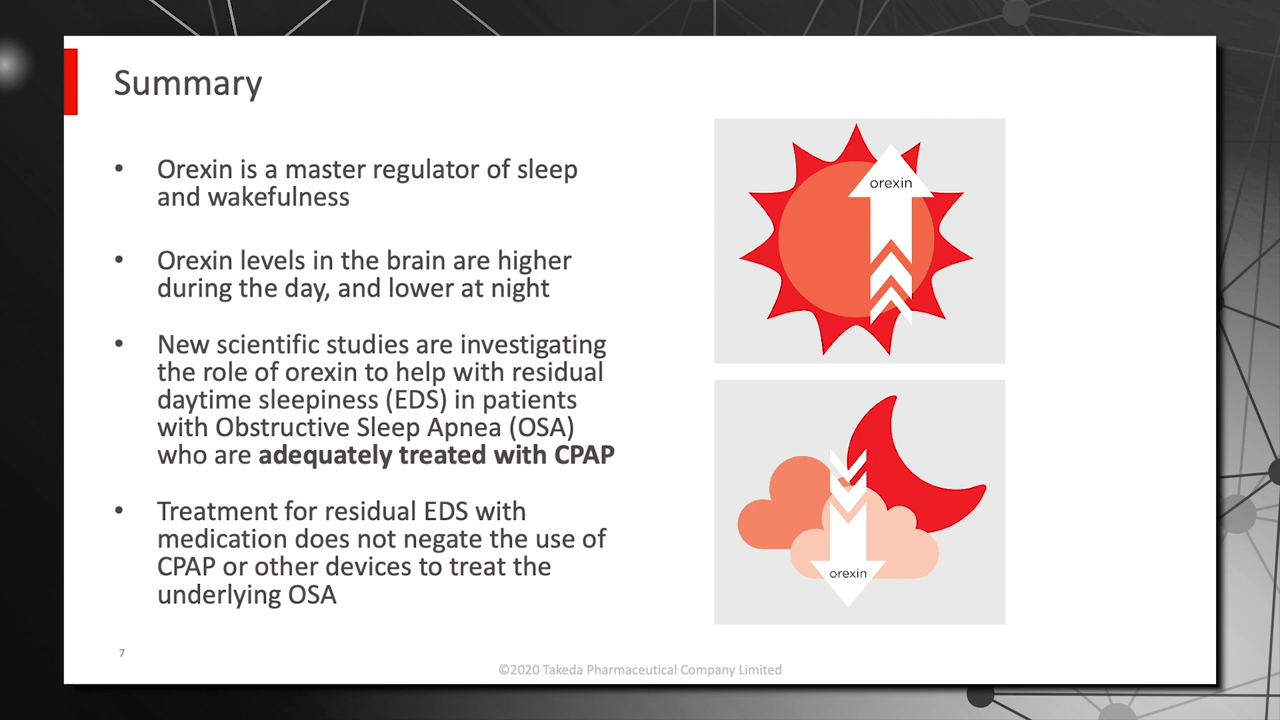 Summary
• Orexin is a master regulator of sleep
and wakefulness
• Orexin levels in the brain are higher
during the day, and lower at night
• New scientific studies are investigating
the role of orexin to help with residual
daytime sleepiness (EDS) in patients
with Obstructive Sleep Apnea (OSA)
who are adequately treated with CPAP
• Treatment for residual EDS with
medication does not negate the use of
CPAP or other devices to treat the
underlying OSA
orexin
orexin
7
©2020 Takeda Pharmaceutical Company Limited